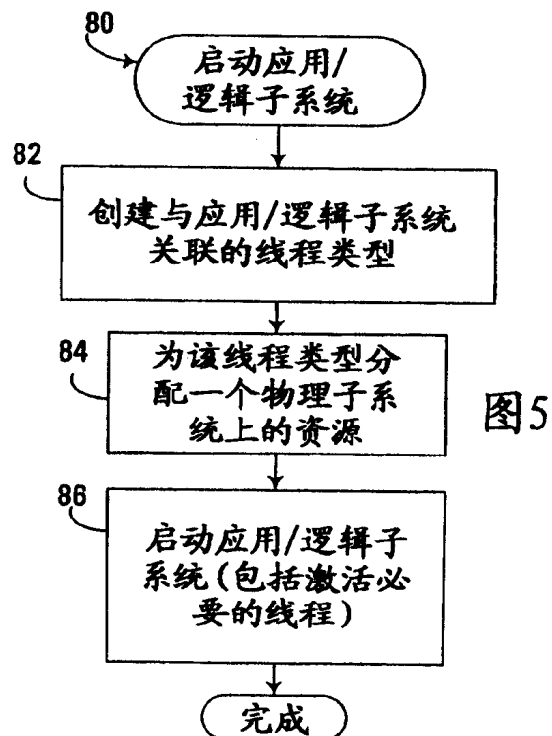 80
启动应用/
逻辑子系统
82
创建与应用/逻辑子系统
关联的线程类型
84
为该线程类型分
配一个物理子系
统上的资源
图5
86
启动应用/逻辑子
系统(包括激活必
要的线程)
完成